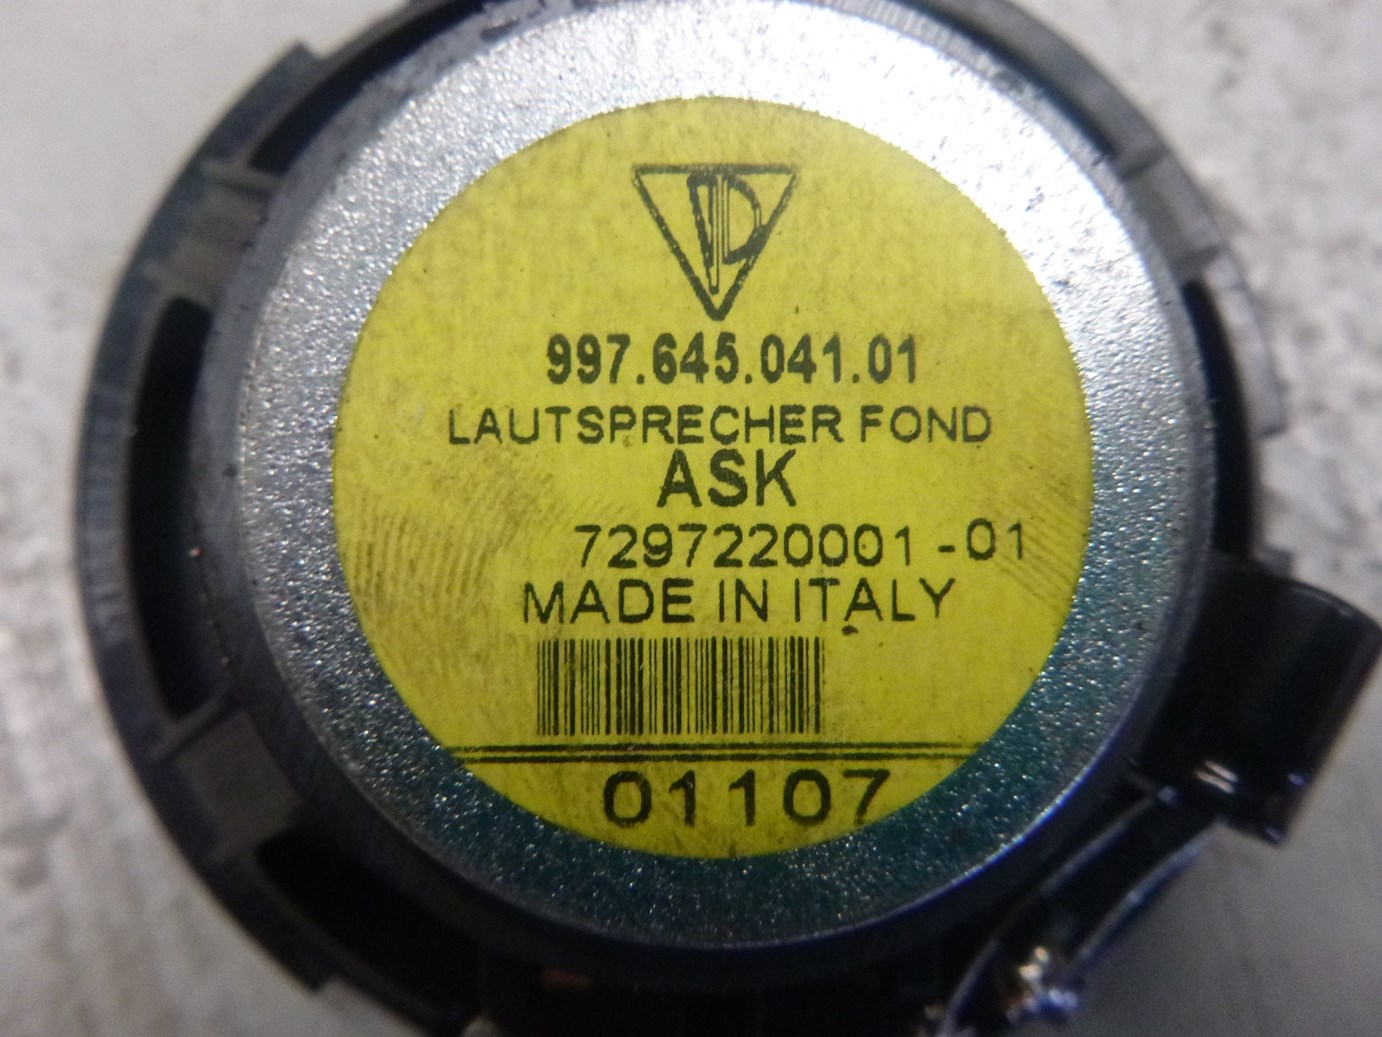 997.645.041.01
LAUTSPRECHER FOND
ASK
7297220001-01
MADE IN ITALY
01107